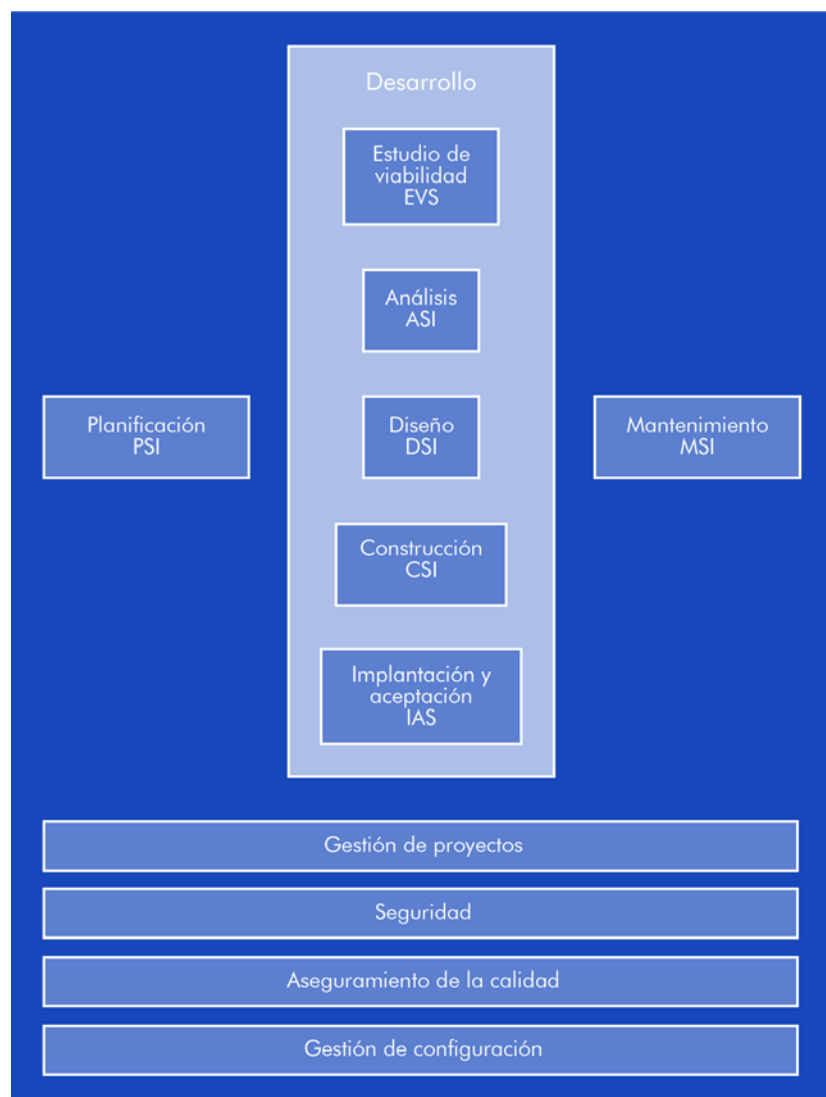 Desarrollo
Estudio de
viabilidad
EVS
Análisis
ASI
Planificación
PSI
Diseño
DSI
Mantenimiento
MSI
Construcción
CSI
Implantación y
aceptación
IAS
Gestión de proyectos
Seguridad
Aseguramiento de la calidad
Gestión de configuración